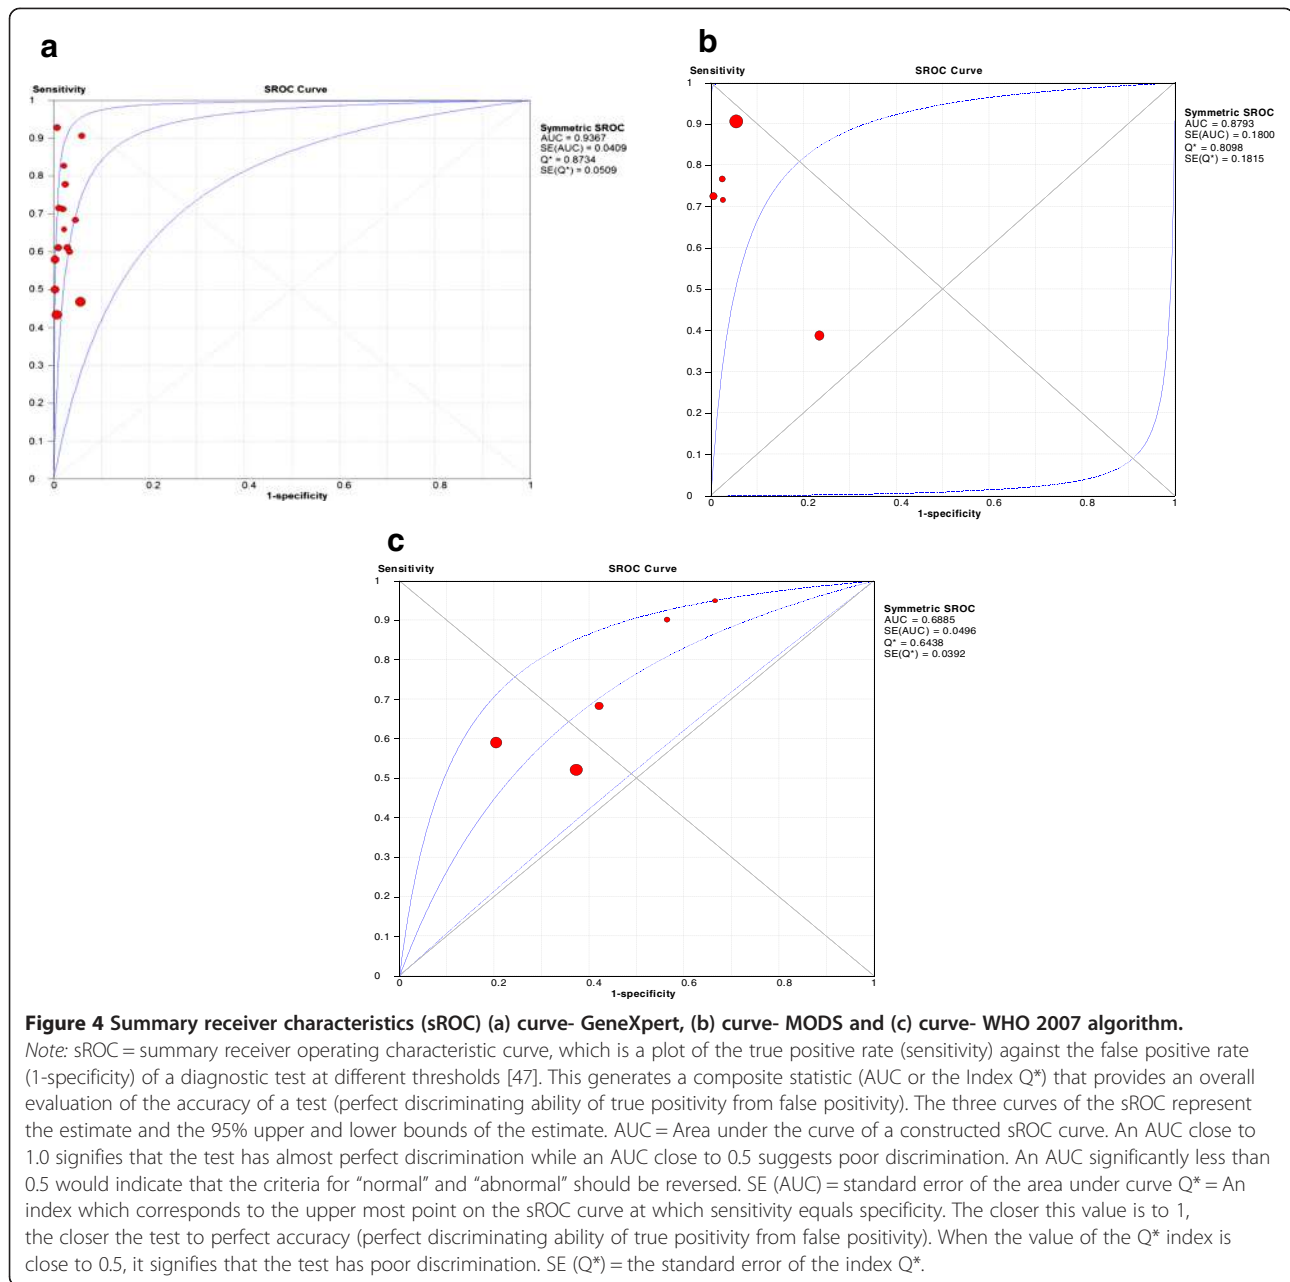 a
Sensitivity
SROC Curve
1
0.9
0.8
0.7
0.6
0.5
0.4
0.3
0.2
0.1
0
0
0.2
0.4
0.6
0.8
1
1-specificity
Symmetric SROC
AUC = 0.9367
SE(AUC) = 0.0409
Q* = 0.8734
SE(Q*) = 0.0509
b
Sensitivity
SROC Curve
1
0.9
0.8
0.7
0.6
0.5
0.4
0.3
0.2
0.1
0
0
0.2
0.4
0.6
0.8
1
1-specificity
Symmetric SROC
AUC = 0.8793
SE(AUC) = 0.1800
Q* = 0.8098
SE(Q*) = 0.1815
c
Sensitivity
SROC Curve
1
0.9
0.8
0.7
0.6
0.5
0.4
0.3
0.2
0.1
0
0
0.2
0.4
0.6
0.8
1
1-specificity
Symmetric SROC
AUC = 0.6885
SE(AUC) = 0.0496
Q* = 0.6438
SE(Q*) = 0.0392
Figure 4 Summary receiver characteristics (sROC) (a) curve- GeneXpert, (b) curve- MODS and (c) curve- WHO 2007 algorithm.
Note: sROC = summary receiver operating characteristic curve, which is a plot of the true positive rate (sensitivity) against the false positive rate
(1-specificity) of a diagnostic test at different thresholds [47]. This generates a composite statistic (AUC or the Index Q*) that provides an overall
evaluation of the accuracy of a test (perfect discriminating ability of true positivity from false positivity). The three curves of the sROC represent
the estimate and the 95% upper and lower bounds of the estimate. AUC = Area under the curve of a constructed sROC curve. An AUC close to
1.0 signifies that the test has almost perfect discrimination while an AUC close to 0.5 suggests poor discrimination. An AUC significantly less than
0.5 would indicate that the criteria for “normal” and “abnormal” should be reversed. SE (AUC) = standard error of the area under curve Q* = An
index which corresponds to the upper most point on the sROC curve at which sensitivity equals specificity. The closer this value is to 1,
the closer the test to perfect accuracy (perfect discriminating ability of true positivity from false positivity). When the value of the Q* index is
close to 0.5, it signifies that the test has poor discrimination. SE (Q*) = the standard error of the index Q*.